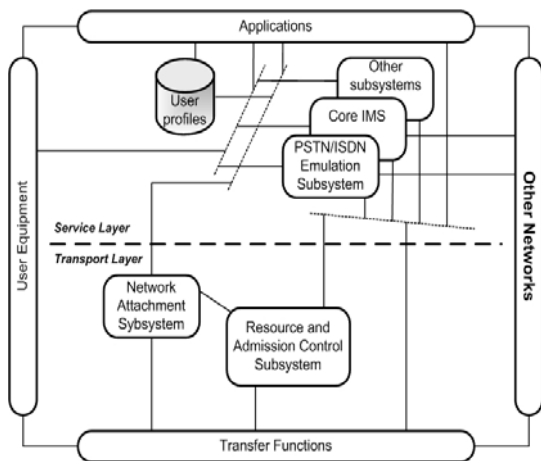 Applications
Other
subsystems
User
profiles
Core IMS
PSTN/ISDN
Emulation
Subsystem
User Equipment
Other Networks
Service Layer
Transport Layer
Network
Attachment
Sybsystem
Resource and
Admission Control
Subsystem
Transfer Functions